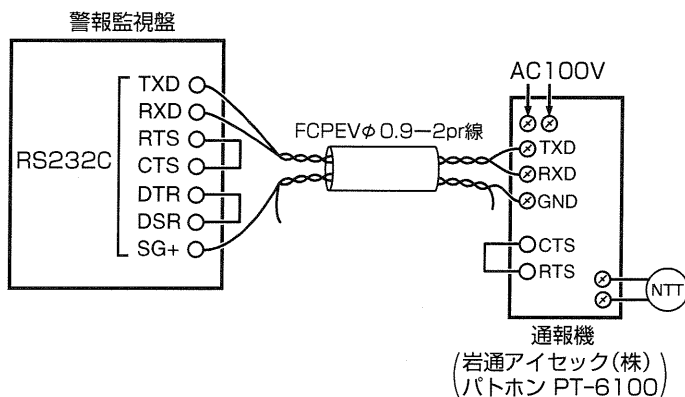 警報監視盤
RS232C
TXD
RXD
RTS
CTS
DTR
DSR
SG+
FCPEVφ0.9−2pr線
AC100V
TXD
RXD
GND
CTS
RTS
NTT
通報機
(岩通アイセック(株)
パトホン PT−6100)